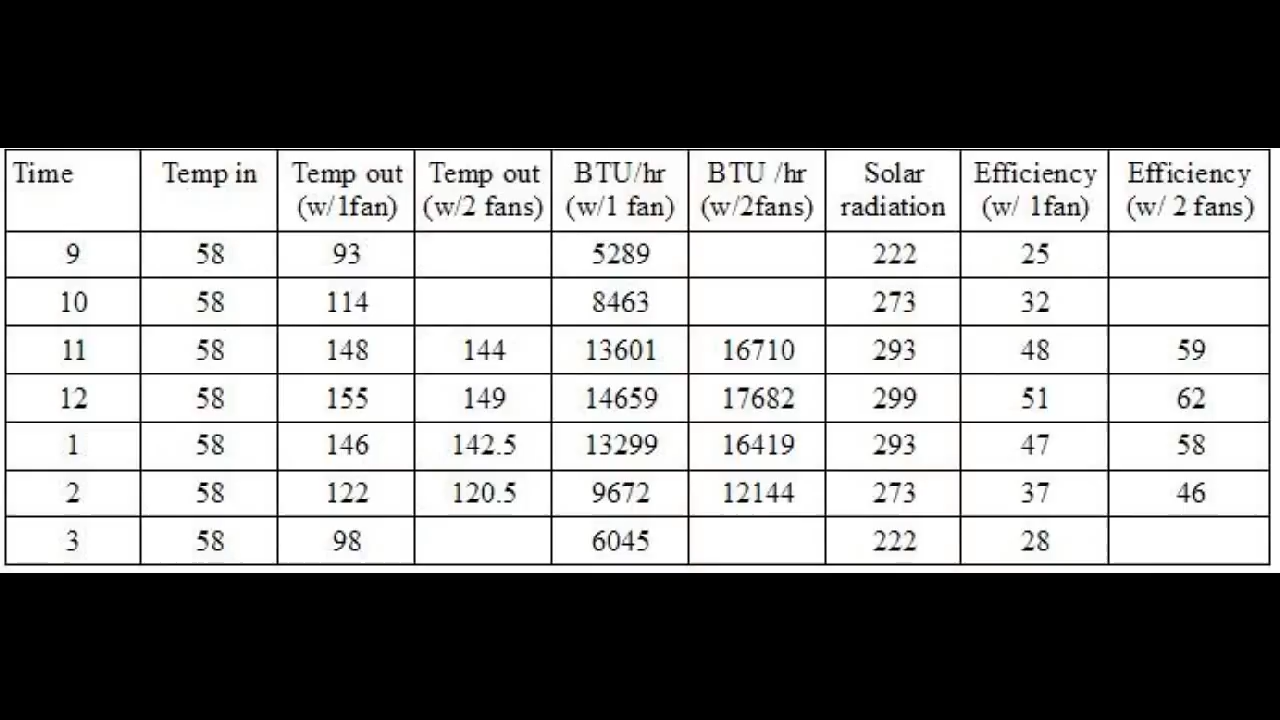 Time Temp in Temp out (w/1fan) Temp out (w/2 fans) BTU/hr (w/1 fan) BTU /hr (w/2fans) Solar radiation Efficiency (w/ 1fan) Efficiency (w/ 2 fans)
9 58 93 5289 222 25
10 58 114 8463 273 32
11 58 148 144 13601 16710 293 48 59
12 58 155 149 14659 17682 299 51 62
1 58 146 142.5 13299 16419 293 47 58
2 58 122 120.5 9672 12144 273 37 46
3 58 98 6045 222 28